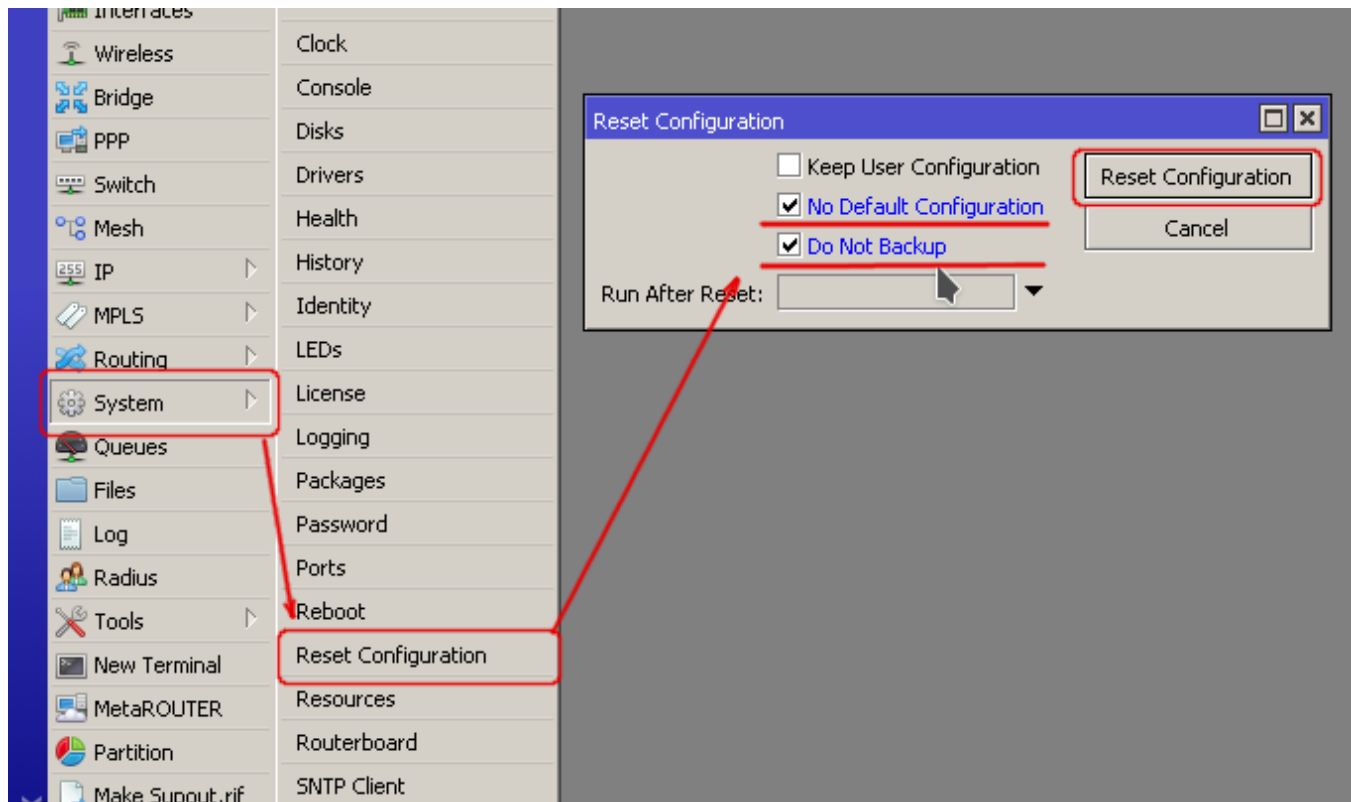 Interfaces
Wireless
Bridge
PPP
Switch
Mesh
255 IP
MPLS
Routing
System
Queues
Files
Log
Radius
Tools
New Terminal
MetaROUTER
Partition
Make Supout.rif
Clock
Console
Disks
Drivers
Health
History
Identity
LEDs
License
Logging
Packages
Password
Ports
Reboot
Reset Configuration
Resources
Routerboard
SNTP Client
Reset Configuration
Keep User Configuration
No Default Configuration
Do Not Backup
Run After Reset:
Reset Configuration
Cancel